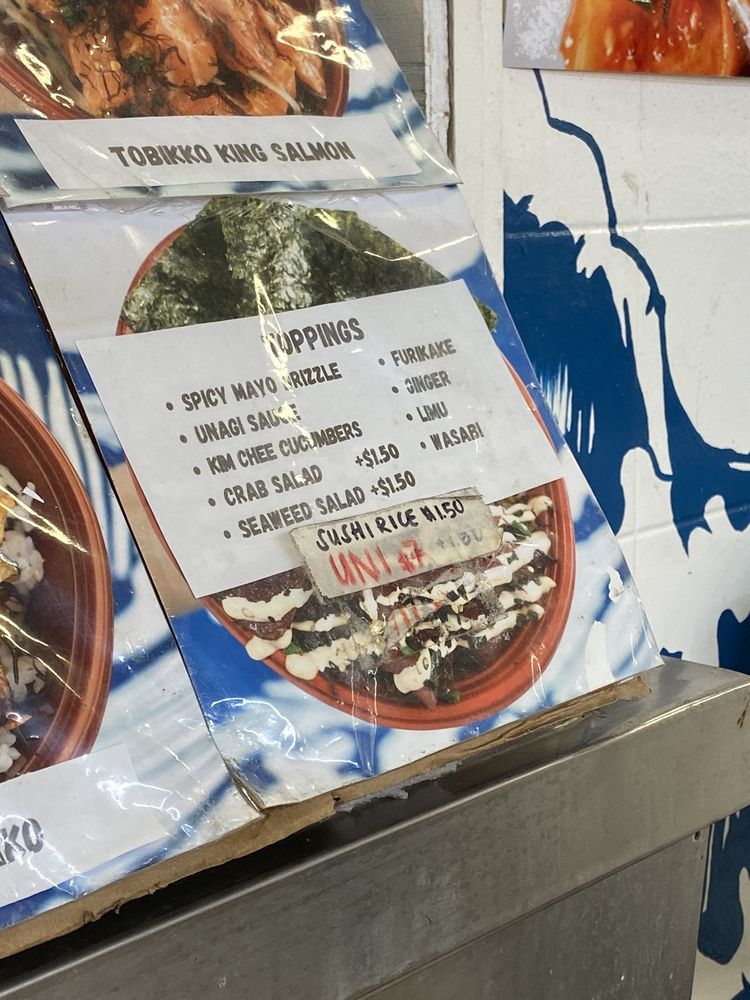 TOBIKKO KING SALMON
TOPPINGS
• SPICY MAYO DRIZZLE
• UNAGI SAUCE
• KIM CHEE CUCUMBERS
• CRAB SALAD +$1.50
• SEAWEED SALAD +$1.50
• FURIKAKE
• GINGER
• LIMU
• WASABI
SUSHI RICE $1.50
UNI $7
AKO